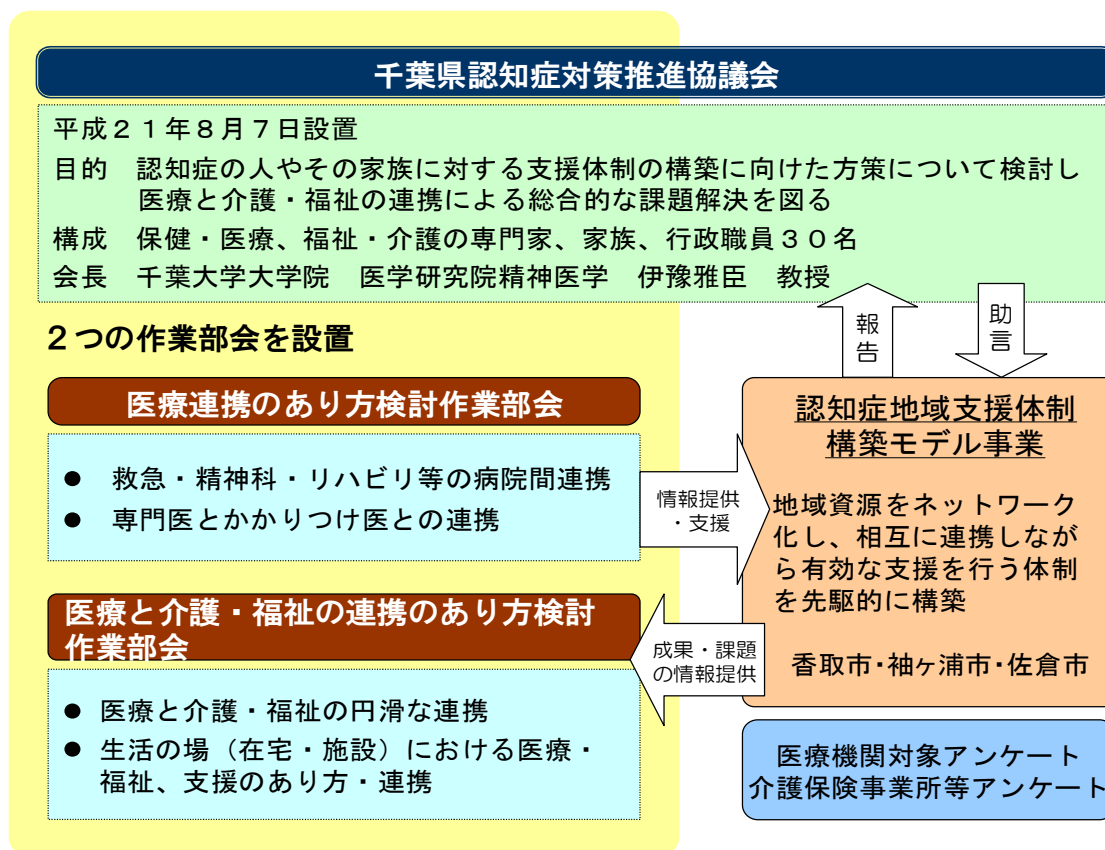 千葉県認知症対策推進協議会
平成２１年８月７日設置
目的　認知症の人やその家族に対する支援体制の構築に向けた方策について検討し
医療と介護・福祉の連携による総合的な課題解決を図る
構成　保健・医療、福祉・介護の専門家、家族、行政職員３０名
会長　千葉大学大学院　医学研究院精神医学　伊豫雅臣　教授
報告
助言
２つの作業部会を設置
医療連携のあり方検討作業部会
● 救急・精神科・リハビリ等の病院間連携
● 専門医とかかりつけ医との連携
情報提供
・支援
認知症地域支援体制
構築モデル事業
地域資源をネットワーク
化し、相互に連携しなが
ら有効な支援を行う体制
を先駆的に構築
香取市・袖ヶ浦市・佐倉市
医療と介護・福祉の連携のあり方検討
作業部会
成果・課題
の情報提供
● 医療と介護・福祉の円滑な連携
● 生活の場（在宅・施設）における医療・
福祉、支援のあり方・連携
医療機関対象アンケート
介護保険事業所等アンケート